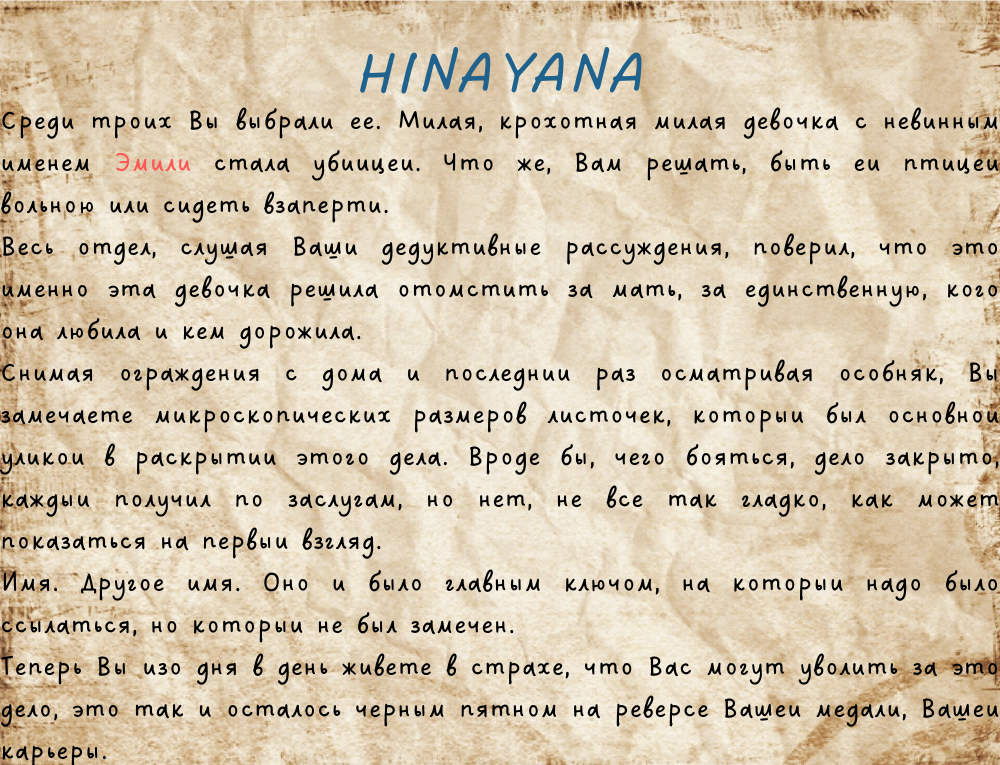 HINAYANA
Среди троих Вы выбрали ее. Милая, крохотная милая девочка с невинным
именем Эмили стала убиицеи. Что же, Вам решать, быть еи птицеи
вольною или сидеть взаперти.
Весь отдел, слушая Ваши дедуктивные рассуждения, поверил, что это
именно эта девочка решила отомстить за мать, за единственную, кого
она любила и кем дорожила.
Снимая ограждения с дома и последнии раз осматривая особняк, Вы
замечаете микроскопических размеров листочек, которыи был основнои
уликои в раскрытии этого дела. Вроде бы, чего бояться, дело закрыто,
каждыи получил по заслугам, но нет, не все так гладко, как может
показаться на первыи взгляд.
Имя. Другое имя. Оно и было главным ключом, на которыи надо было
ссылаться, но которыи не был замечен.
Теперь Вы изо дня в день живете в страхе, что Вас могут уволить за это
дело, это так и осталось черным пятном на реверсе Вашеи медали, Вашеи
карьеры.